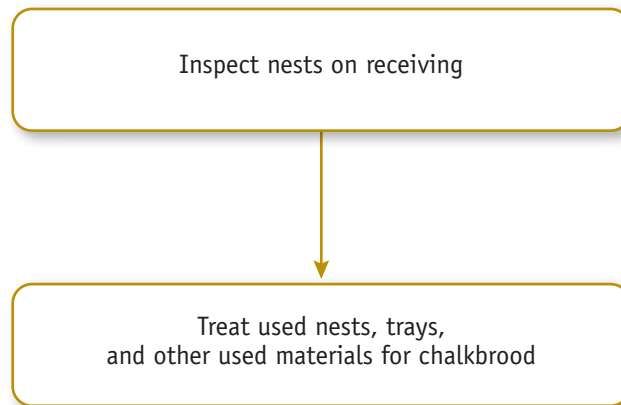 Inspect nests on receiving
Treat used nests, trays,
and other used materials for chalkbrood